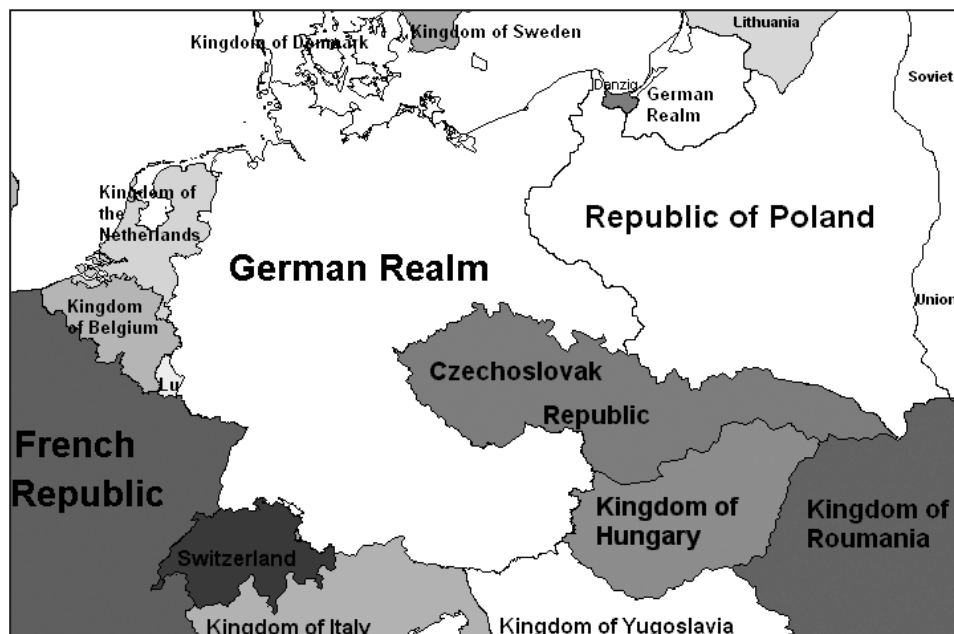 Lithuania
Kingdom of Denmark
Kingdom of Sweden
Soviet
Danzig
German
Realm
Kingdom of
the
Netherlands
Republic of Poland
German Realm
Kingdom
of Belgium
Union
Lu
Czechoslovak
Republic
French
Republic
Kingdom of
Hungary
Kingdom of
Roumania
Switzerland
Kingdom of Italy
Kingdom of Yugoslavia